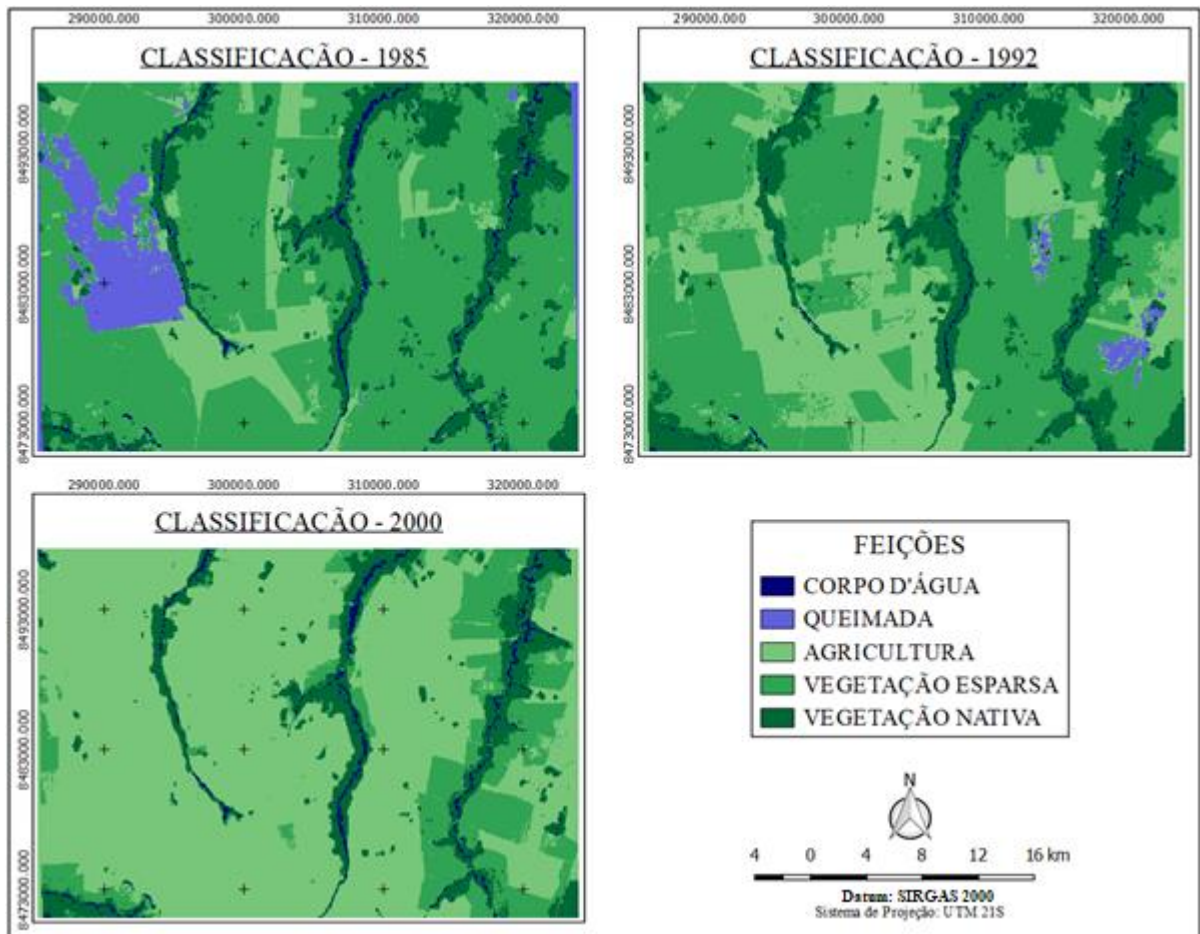 290000.000 300000.000 310000.000 320000.000
290000.000 300000.000 310000.000 320000.000
CLASSIFICAÇÃO - 1985
CLASSIFICAÇÃO - 1992
8493000.000
8483000.000
8473000.000
8493000.000
8483000.000
8473000.000
290000.000 300000.000 310000.000 320000.000
CLASSIFICAÇÃO - 2000
8493000.000
8483000.000
8473000.000
FEIÇÕES
CORPO D'ÁGUA
QUEIMADA
AGRICULTURA
VEGETAÇÃO ESPARSA
VEGETAÇÃO NATIVA
N
4 0 4 8 12 16 km
Datum: SIRGAS 2000
Sistema de Projeção: UTM 21S